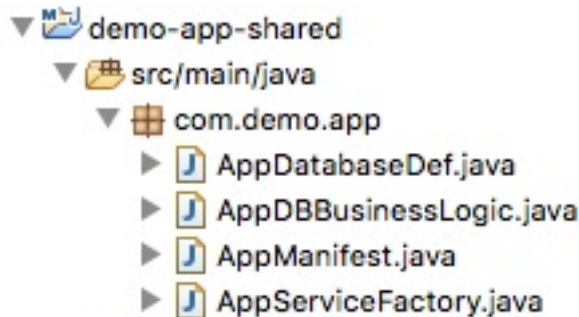 demo-app-shared
src/main/java
com.demo.app
AppDatabaseDef.java
AppDBBusinessLogic.java
AppManifest.java
AppServiceFactory.java